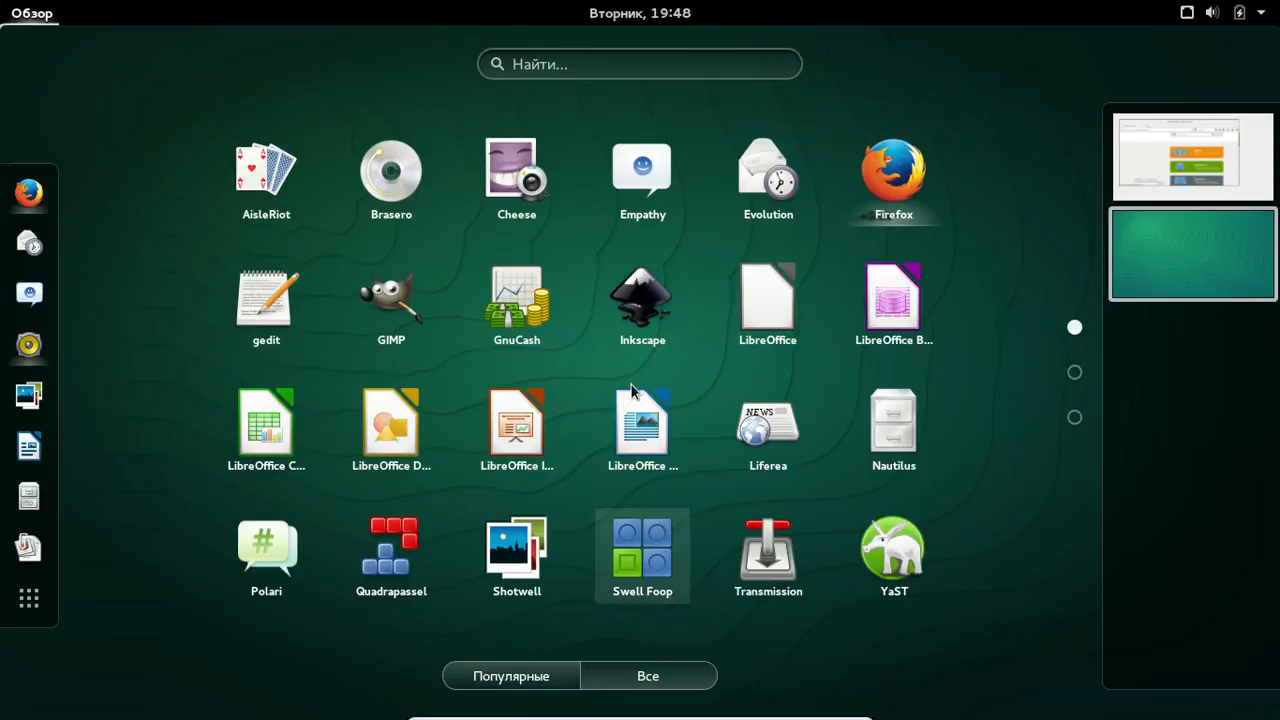 Обзор
Вторник, 19:48
Найти...
AisleRiot
Brasero
Cheese
Empathy
Evolution
Firefox
gedit
GIMP
GnuCash
Inkscape
LibreOffice
LibreOffice B...
LibreOffice C...
LibreOffice D...
LibreOffice I...
LibreOffice ...
NEWS
Liferea
Nautilus
#
Polari
Quadrapassel
Shotwell
Swell Foop
Transmission
YaST
Популярные
Все